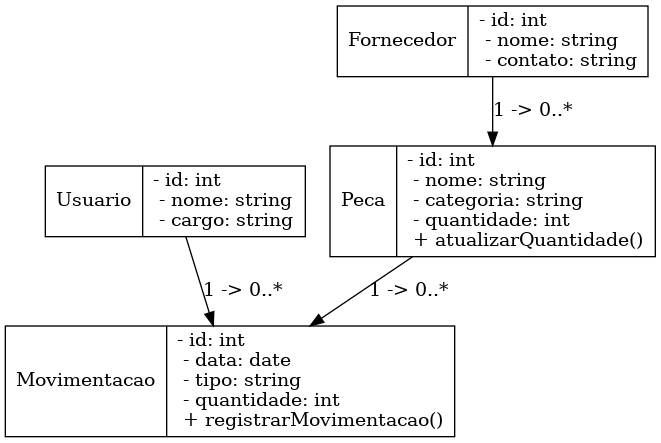 Fornecedor
- id: int
- nome: string
- contato: string
1 -> 0..*
Peca
- id: int
- nome: string
- categoria: string
- quantidade: int
+ atualizarQuantidade()
Usuario
- id: int
- nome: string
- cargo: string
1 -> 0..*
1 -> 0..*
Movimentacao
- id: int
- data: date
- tipo: string
- quantidade: int
+ registrarMovimentacao()